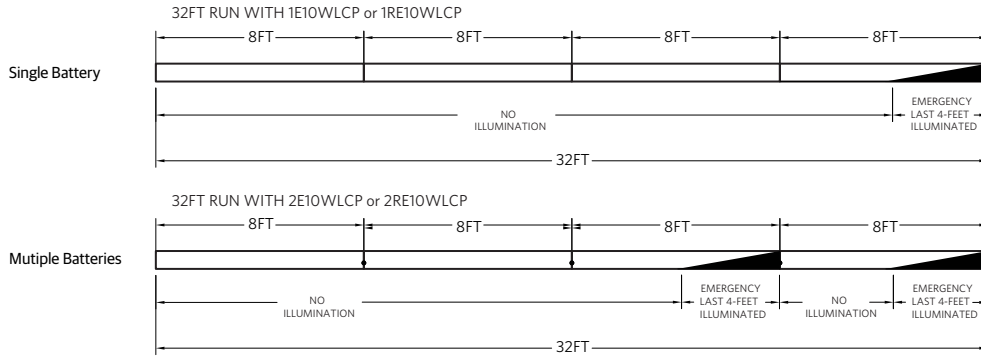 32FT RUN WITH 1E10WLCP or 1RE10WLCP
8FT 8FT 8FT 8FT
Single Battery
NO
ILLUMINATION
EMERGENCY
LAST 4-FEET
ILLUMINATED
32FT
32FT RUN WITH 2E10WLCP or 2RE10WLCP
8FT 8FT 8FT 8FT
Mutiple Batteries
NO
ILLUMINATION
EMERGENCY
LAST 4-FEET
ILLUMINATED
NO
ILLUMINATION
EMERGENCY
LAST 4-FEET
ILLUMINATED
32FT